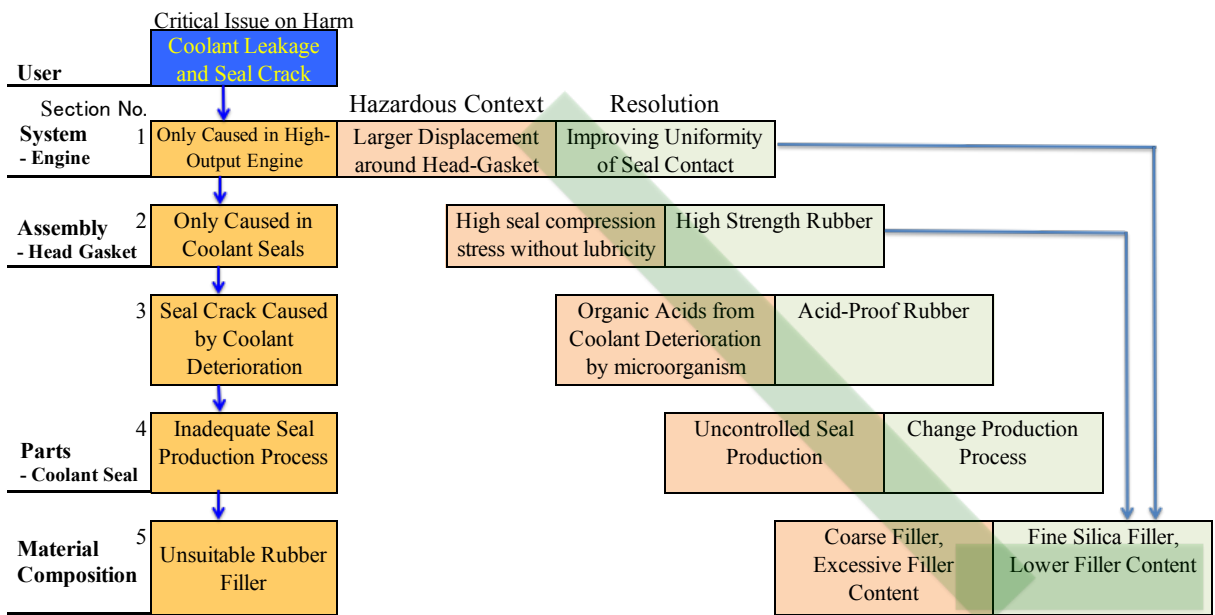 Critical Issue on Harm
Coolant Leakage
and Seal Crack
User
Section No.
Hazardous Context
Resolution
System
- Engine
1
Only Caused in High-
Output Engine
Larger Displacement
around Head-Gasket
Improving Uniformity
of Seal Contact
Assembly
- Head Gasket
2
Only Caused in
Coolant Seals
High seal compression
stress without lubricity
High Strength Rubber
3
Seal Crack Caused
by Coolant
Deterioration
Organic Acids from
Coolant Deterioration
by microorganism
Acid-Proof Rubber
Parts
- Coolant Seal
4
Inadequate Seal
Production Process
Uncontrolled Seal
Production
Change Production
Process
Material
Composition
5
Unsuitable Rubber
Filler
Coarse Filler,
Excessive Filler
Content
Fine Silica Filler,
Lower Filler Content